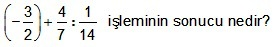 (-3/2) + 4/7 : 1/14 işleminin sonucu nedir?